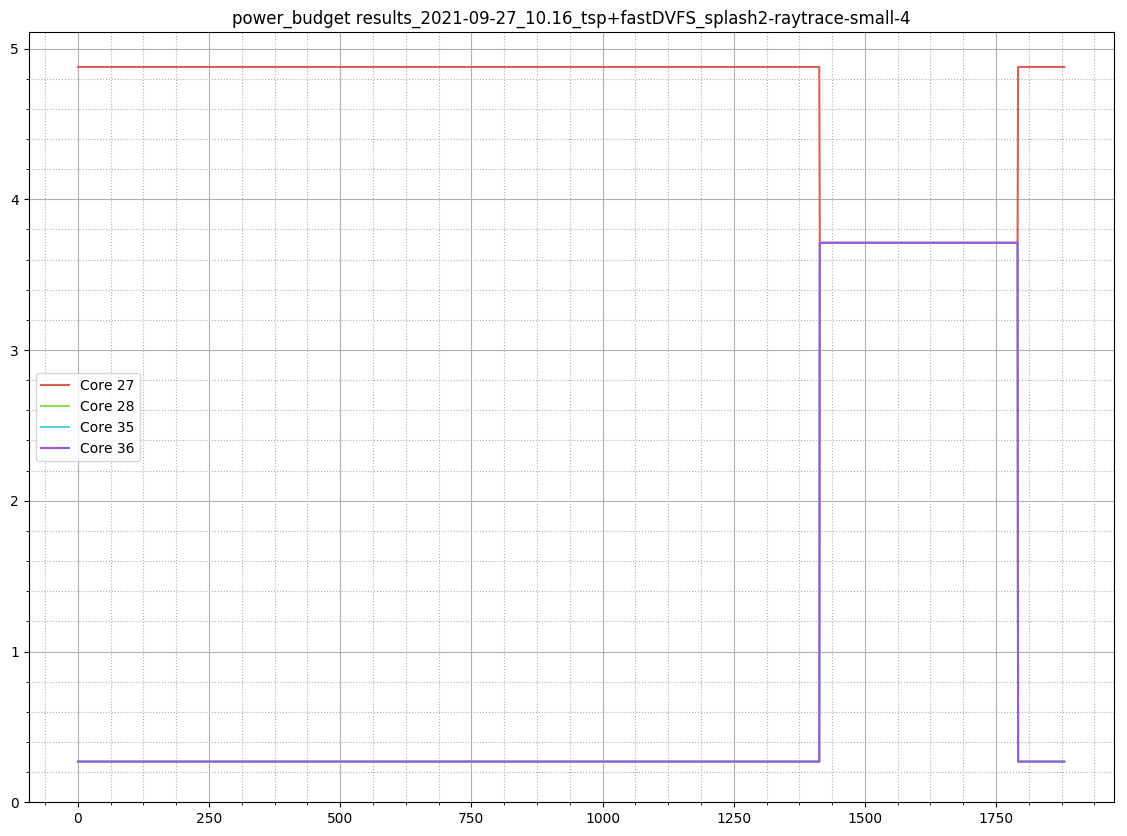 power_budget results_2021-09-27_10.16_tsp+fastDVFS_splash2-raytrace-small-4
5
4
3
2
1
0
Core 27
Core 28
Core 35
Core 36
0 250 500 750 1000 1250 1500 1750